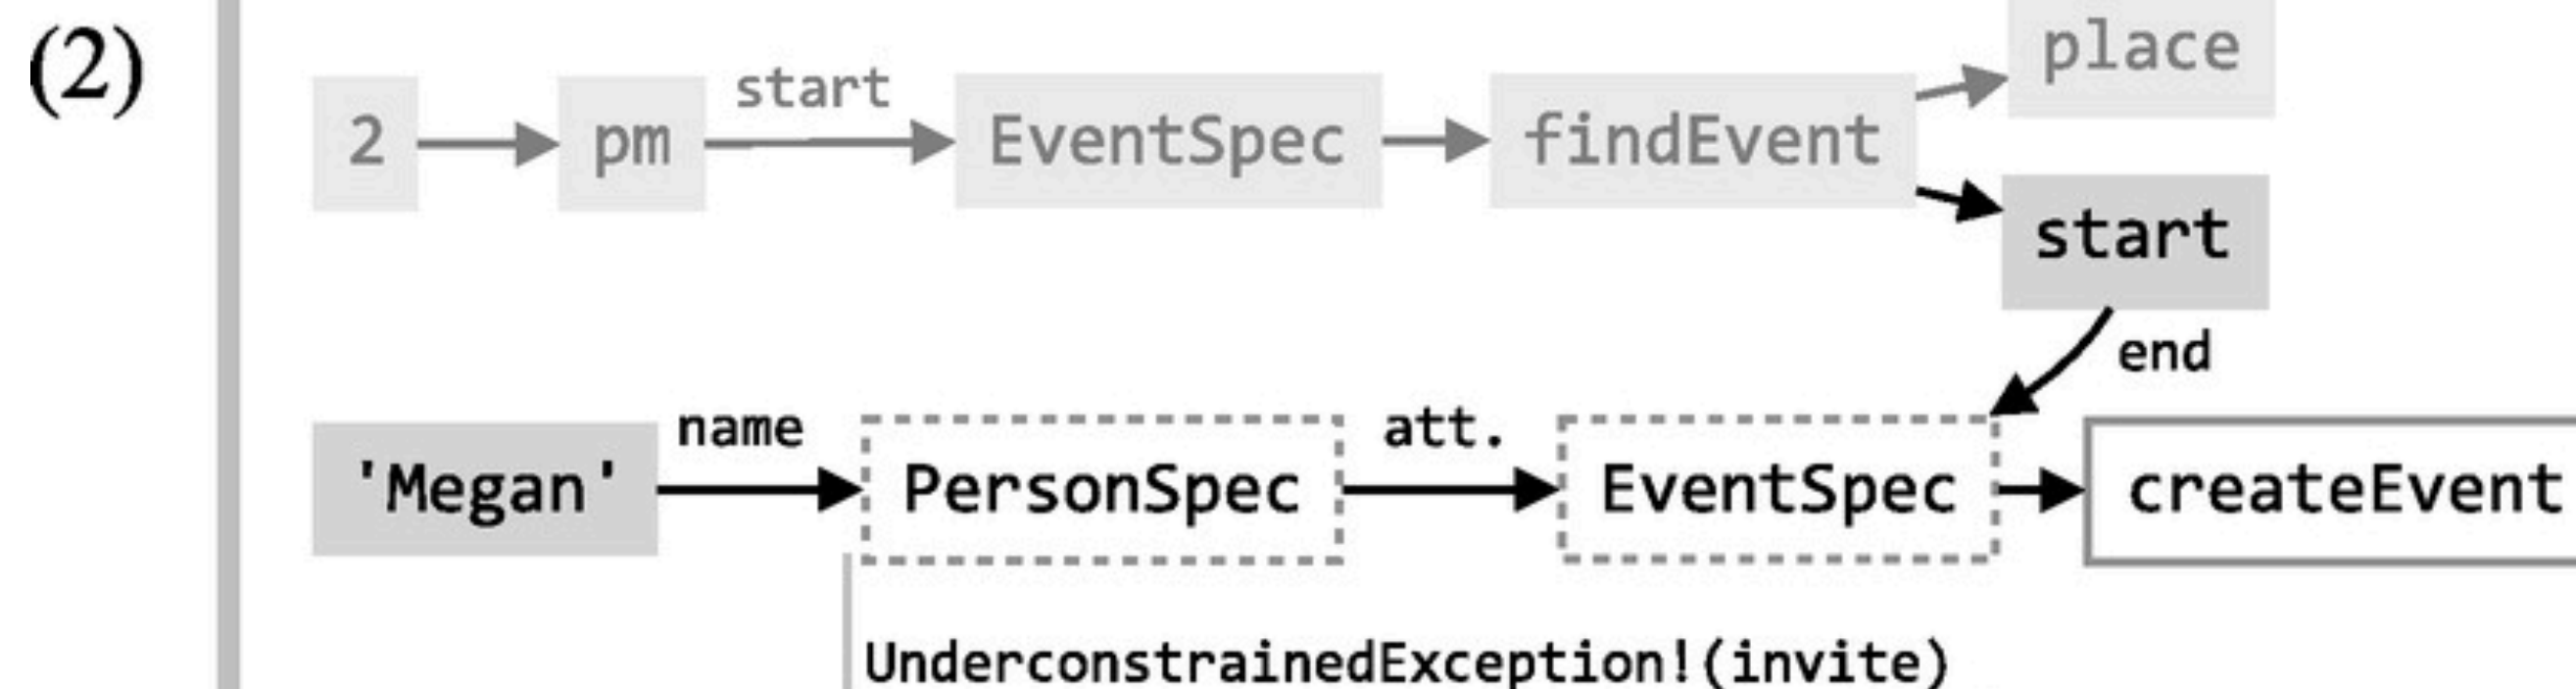 (2)
place
start
2 pm EventSpec findEvent
start
end
name att.
'Megan' PersonSpec EventSpec createEvent
UnderconstrainedException!(invite)